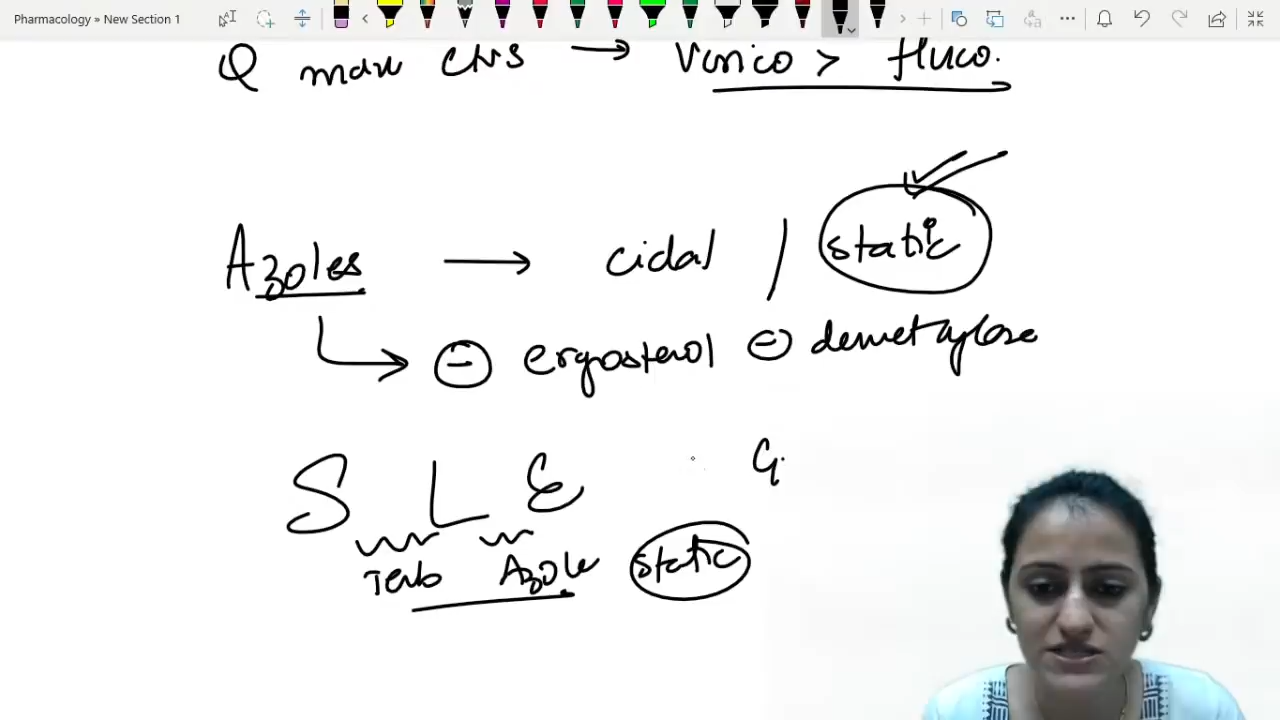 Pharmacology » New Section 1
Q max CNS → Vorico > fluco.
Azoles → cidal / static
⊖ ergosterol ⊖ demethylase
S L E G
Terb Azole static